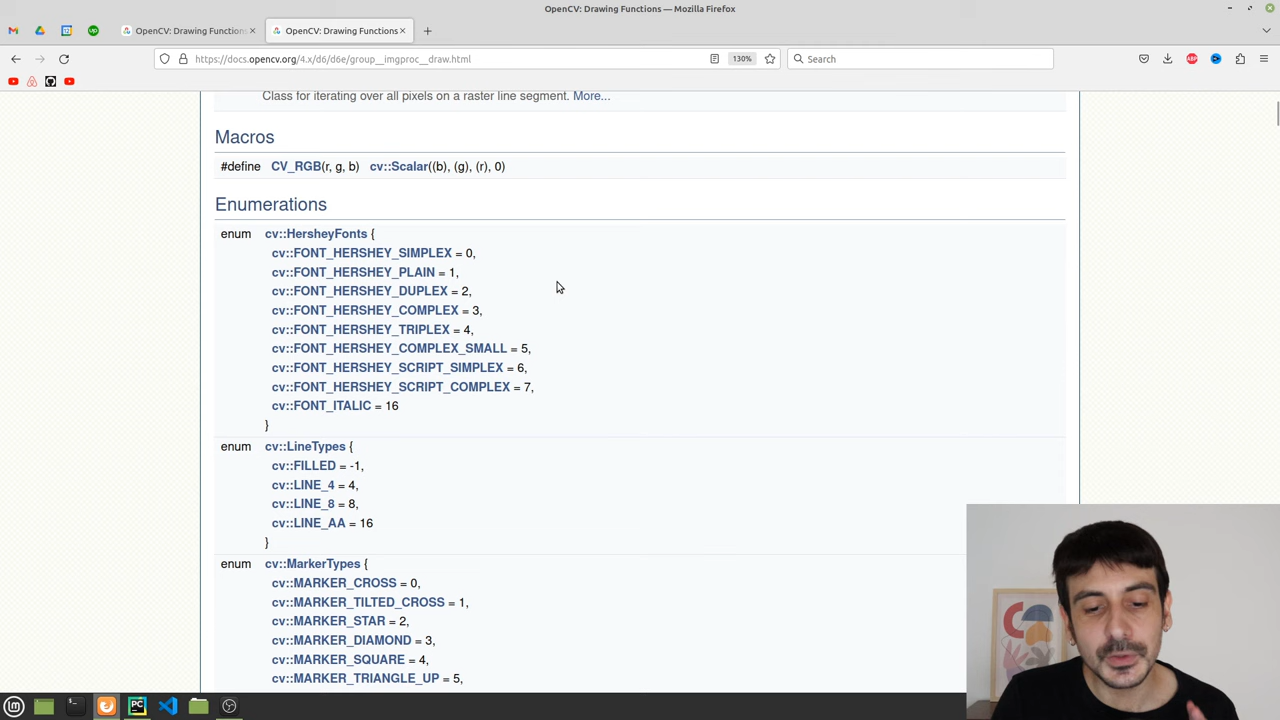 OpenCV: Drawing Functions — Mozilla Firefox
OpenCV: Drawing Functions
OpenCV: Drawing Functions
https://docs.opencv.org/4.x/d6/d6e/group__imgproc__draw.html
130%
Search
Class for iterating over all pixels on a raster line segment. More...
Macros
#define CV_RGB(r, g, b) cv::Scalar((b), (g), (r), 0)
Enumerations
enum cv::HersheyFonts {
cv::FONT_HERSHEY_SIMPLEX = 0,
cv::FONT_HERSHEY_PLAIN = 1,
cv::FONT_HERSHEY_DUPLEX = 2,
cv::FONT_HERSHEY_COMPLEX = 3,
cv::FONT_HERSHEY_TRIPLEX = 4,
cv::FONT_HERSHEY_COMPLEX_SMALL = 5,
cv::FONT_HERSHEY_SCRIPT_SIMPLEX = 6,
cv::FONT_HERSHEY_SCRIPT_COMPLEX = 7,
cv::FONT_ITALIC = 16
}
enum cv::LineTypes {
cv::FILLED = -1,
cv::LINE_4 = 4,
cv::LINE_8 = 8,
cv::LINE_AA = 16
}
enum cv::MarkerTypes {
cv::MARKER_CROSS = 0,
cv::MARKER_TILTED_CROSS = 1,
cv::MARKER_STAR = 2,
cv::MARKER_DIAMOND = 3,
cv::MARKER_SQUARE = 4,
cv::MARKER_TRIANGLE_UP = 5,